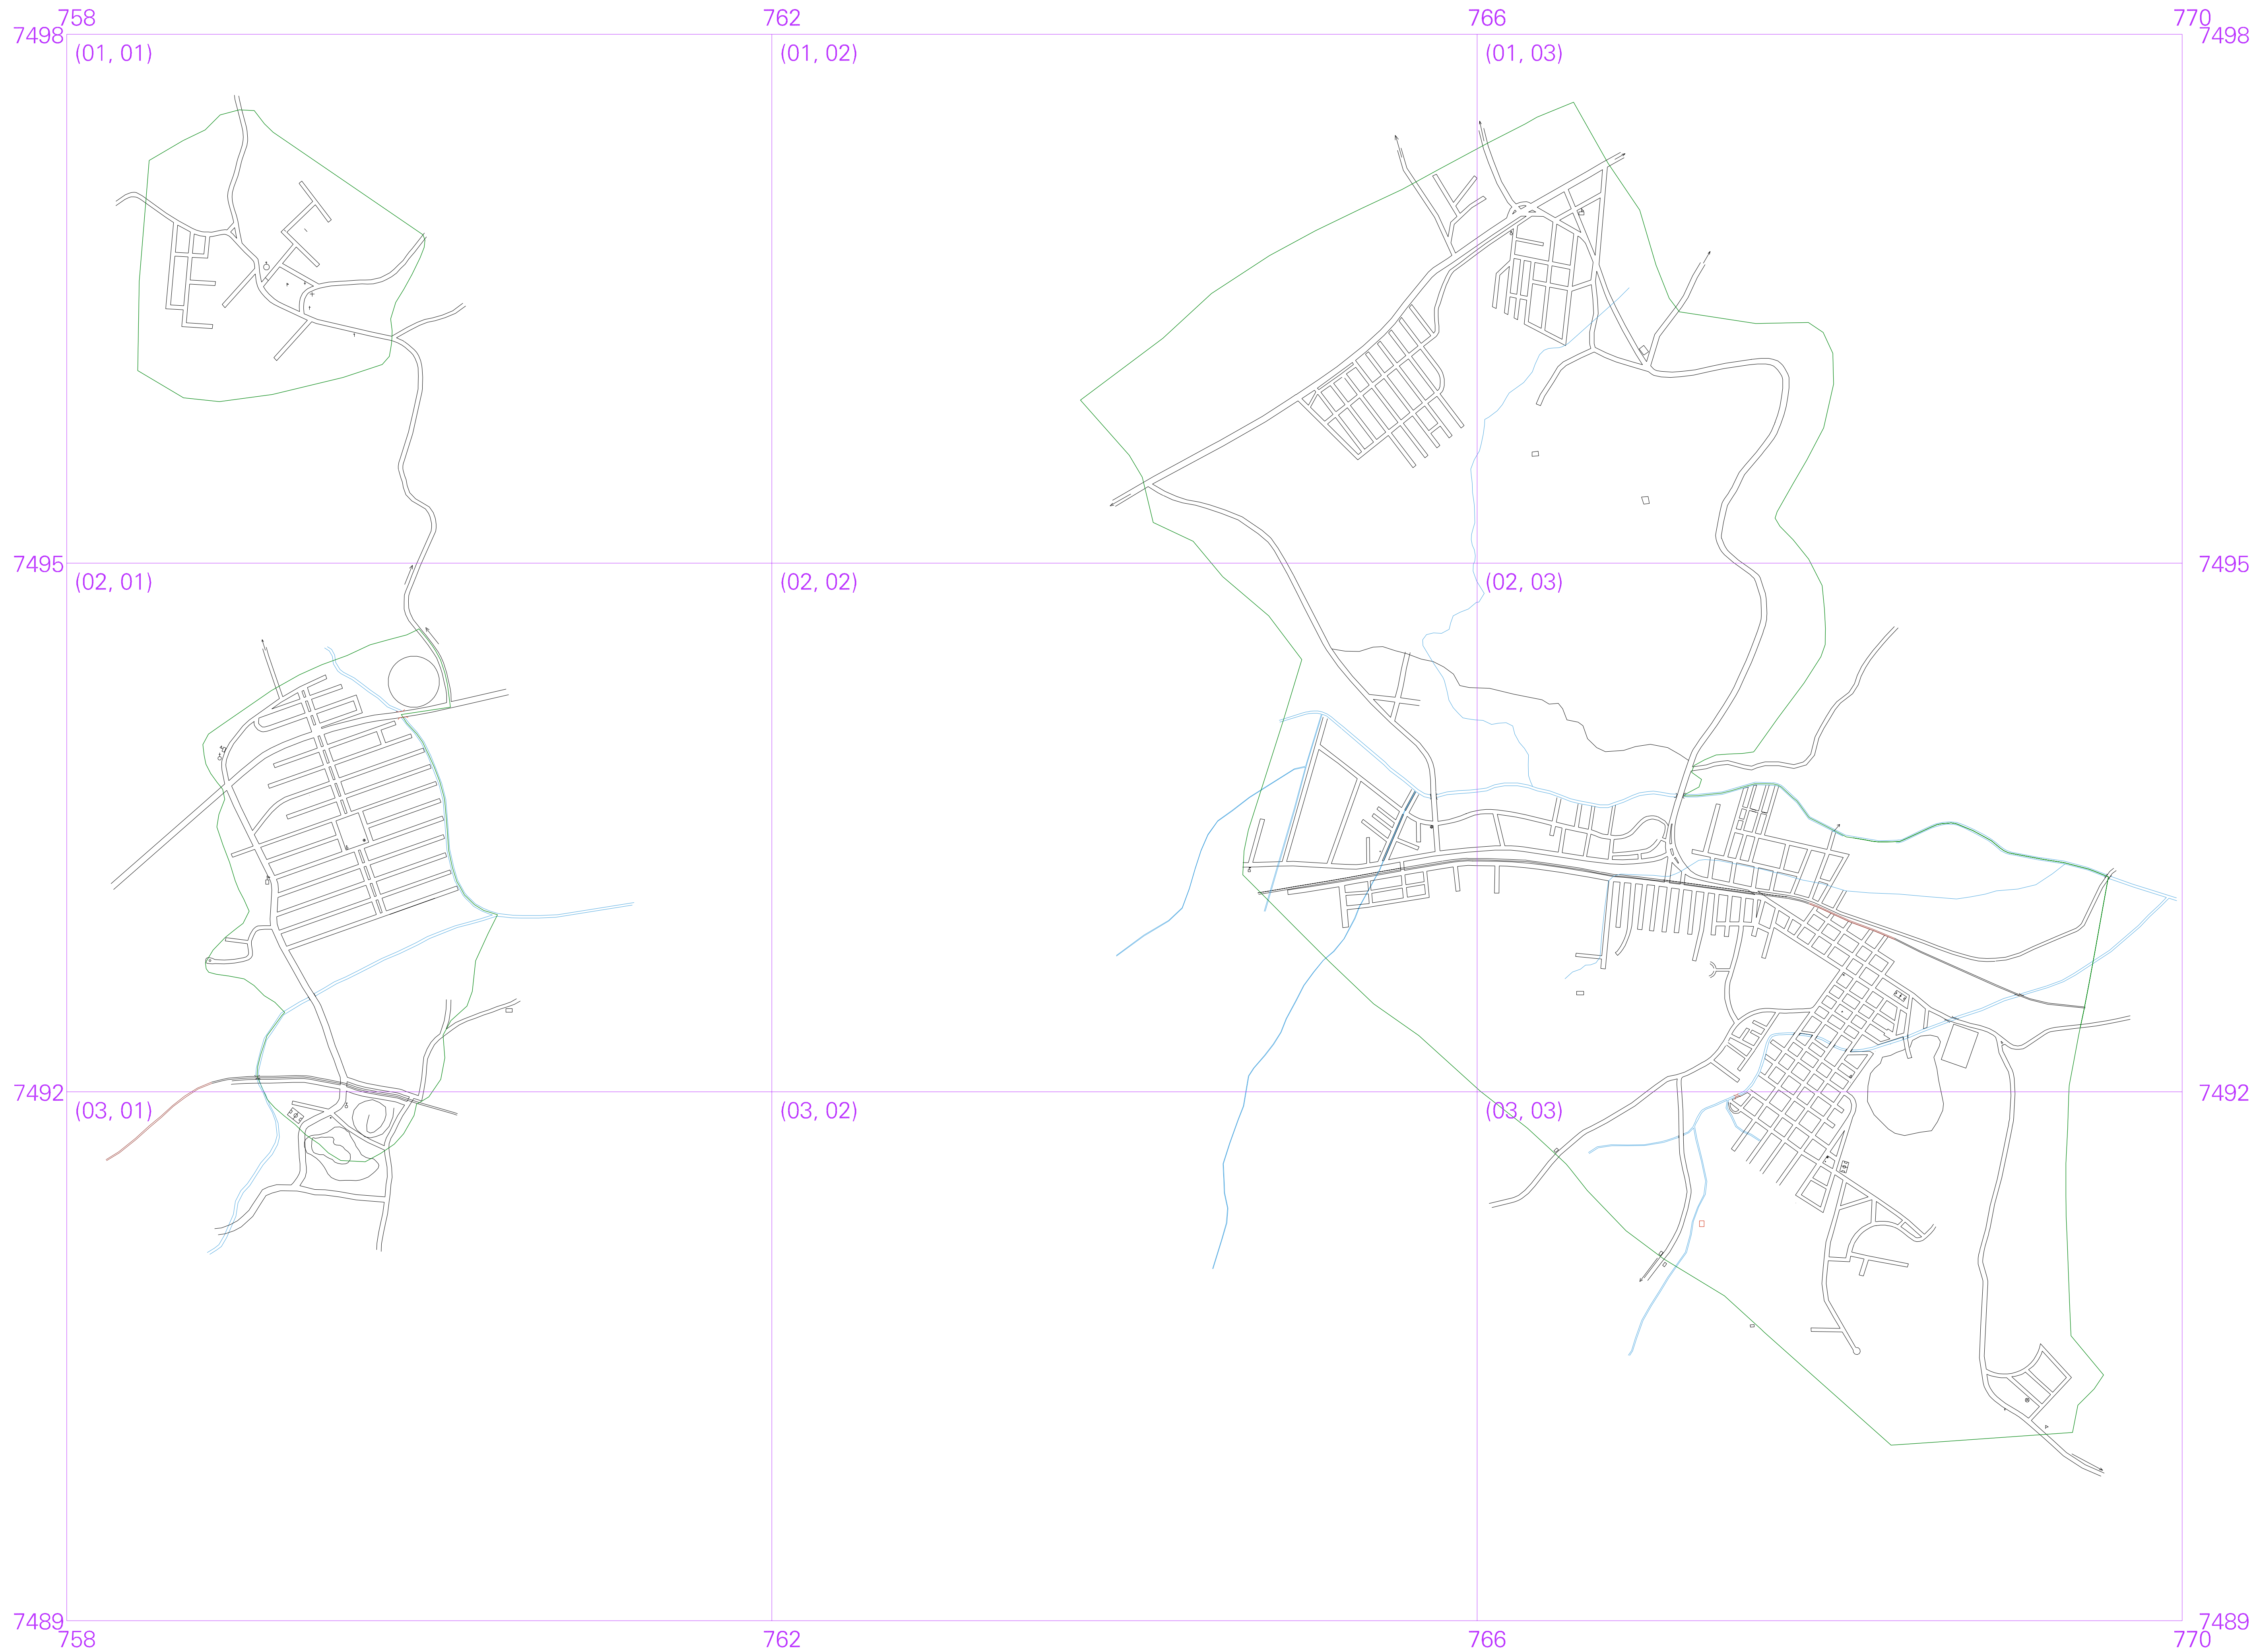 758 762 766 770
7498 7498
(01, 01) (01, 02) (01, 03)
7495 7495
(02, 01) (02, 02) (02, 03)
7492 7492
(03, 01) (03, 02) (03, 03)
7489 7489
758 762 766 770